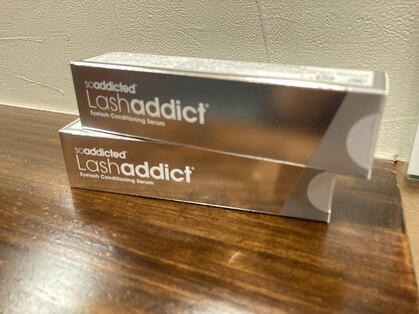 soaddicted®
Lashaddict®
Eyelash Conditioning Serum
soaddicted®
Lashaddict®
Eyelash Conditioning Serum